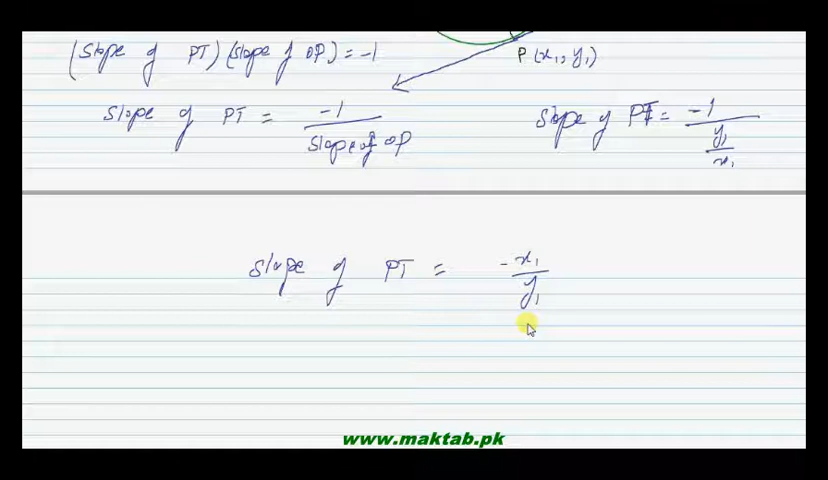 (Slope of PT)(Slope of OP) = -1
P(x₁, y₁)
Slope of PT = -1 / Slope of OP
Slope of PT = -1 / (y₁ / x₁)
Slope of PT = -x₁ / y₁
www.maktab.pk